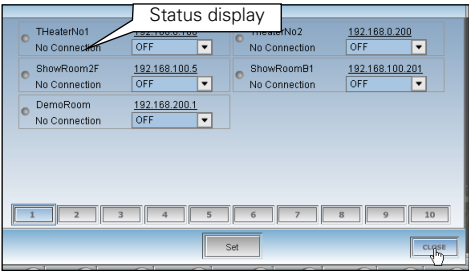 Status display
THeaterNo1
THeaterNo2 192.168.0.200
No Connection OFF
No Connection OFF
ShowRoom2F 192.168.100.5
ShowRoomB1 192.168.100.201
No Connection OFF
No Connection OFF
DemoRoom 192.168.200.1
No Connection OFF
1 2 3 4 5 6 7 8 9 10
Set
CLOSE